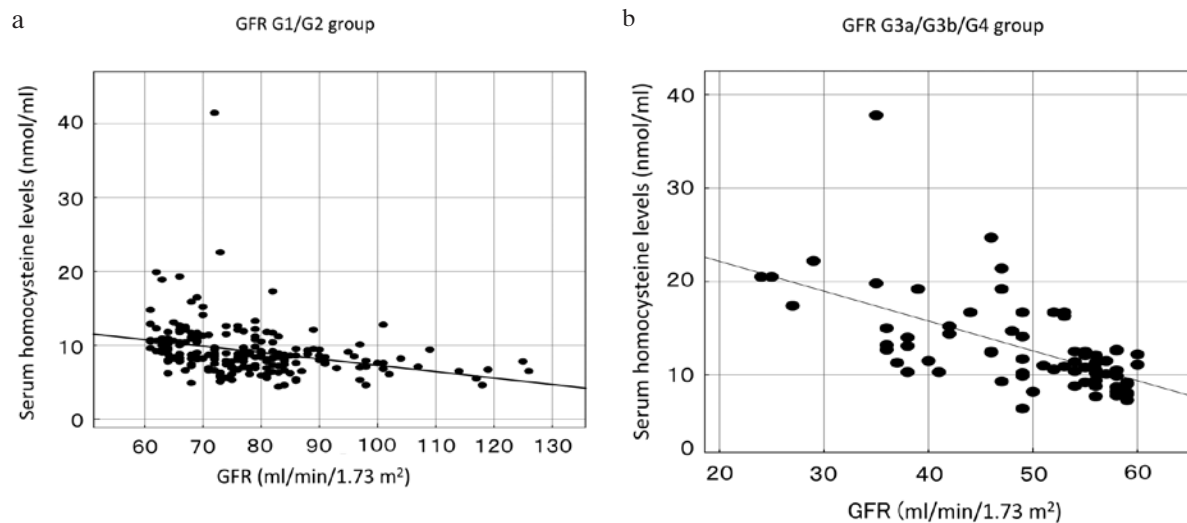 a
GFR G1/G2 group
Serum homocysteine levels (nmol/ml)
40
30
20
10
0
60 70 80 90 100 110 120 130
GFR (ml/min/1.73 m²)
b
GFR G3a/G3b/G4 group
Serum homocysteine levels (nmol/ml)
40
30
20
10
0
20 30 40 50 60
GFR (ml/min/1.73 m²)